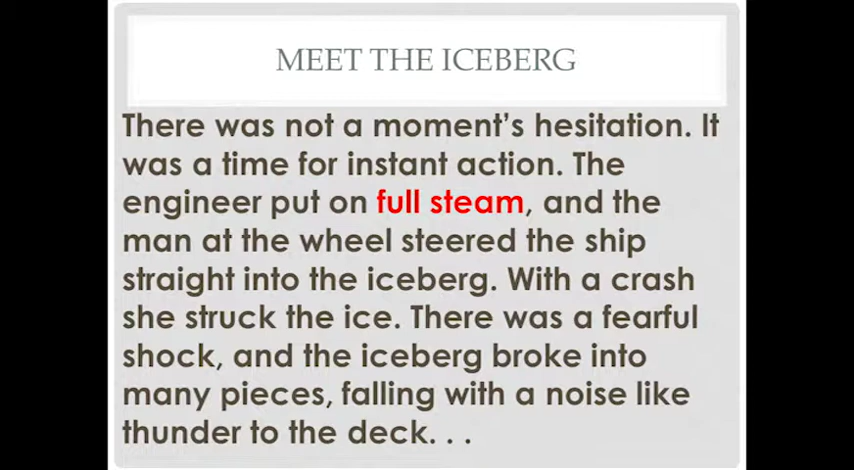 MEET THE ICEBERG
There was not a moment's hesitation. It
was a time for instant action. The
engineer put on full steam, and the
man at the wheel steered the ship
straight into the iceberg. With a crash
she struck the ice. There was a fearful
shock, and the iceberg broke into
many pieces, falling with a noise like
thunder to the deck. . .